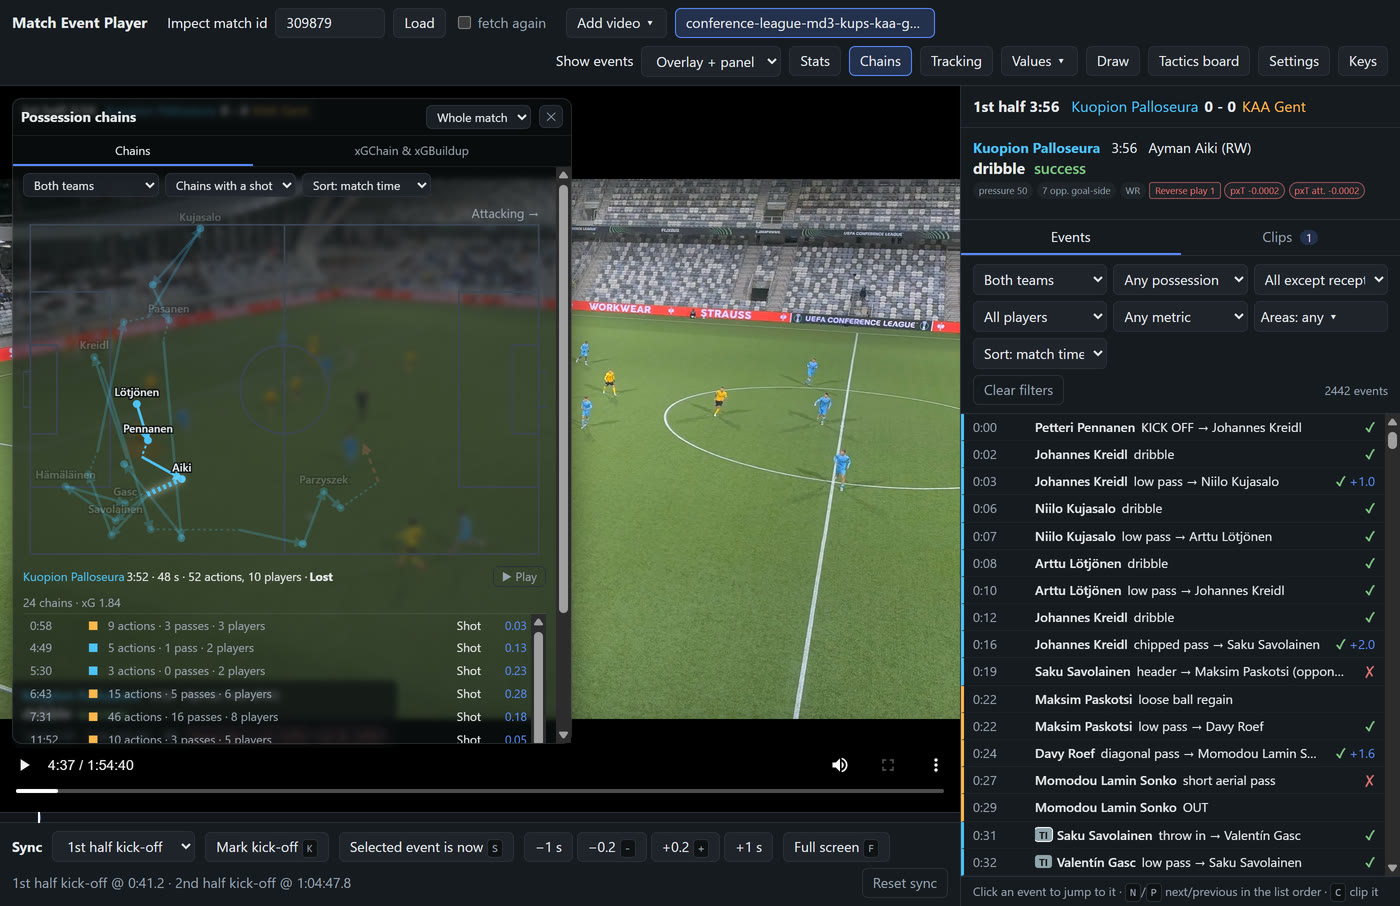 Match Event Player Impect match id 309879 Load fetch again Add video ▾ conference-league-md3-kups-kaa-g...
Show events Overlay + panel Stats Chains Tracking Values ▾ Draw Tactics board Settings Keys
Possession chains Whole match ×
Chains xGChain & xGBuildup
Both teams Chains with a shot Sort: match time
Attacking →
Kujasalo
Pasanen
Kreidl
Lötjönen
Pennanen
Aiki
Hämäläinen
Gasc
Parzyszek
Savolainen
Kuopion Palloseura 3:52 · 48 s · 52 actions, 10 players · Lost ▶ Play
24 chains · xG 1.84
0:58 9 actions · 3 passes · 3 players Shot 0.03
4:49 5 actions · 1 pass · 2 players Shot 0.13
5:30 3 actions · 0 passes · 2 players Shot 0.23
6:43 15 actions · 5 passes · 6 players Shot 0.28
7:31 46 actions · 16 passes · 8 players Shot 0.18
11:52 10 actions · 3 passes · 5 players Shot 0.05
WORKWEAR STRAUSS UEFA CONFERENCE LEAGUE
4:37 / 1:54:40
Sync 1st half kick-off Mark kick-off K Selected event is now S −1 s −0.2 - +0.2 + +1 s Full screen F
1st half kick-off @ 0:41.2 · 2nd half kick-off @ 1:04:47.8 Reset sync
1st half 3:56 Kuopion Palloseura 0 - 0 KAA Gent
Kuopion Palloseura 3:56 Ayman Aiki (RW)
dribble success
pressure 50 7 opp. goal-side WR Reverse play 1 pxT -0.0002 pxT att. -0.0002
Events Clips 1
Both teams Any possession All except recept
All players Any metric Areas: any ▾
Sort: match time
Clear filters 2442 events
0:00 Petteri Pennanen KICK OFF → Johannes Kreidl ✓
0:02 Johannes Kreidl dribble ✓
0:03 Johannes Kreidl low pass → Niilo Kujasalo ✓ +1.0
0:06 Niilo Kujasalo dribble ✓
0:07 Niilo Kujasalo low pass → Arttu Lötjönen ✓
0:08 Arttu Lötjönen dribble ✓
0:10 Arttu Lötjönen low pass → Johannes Kreidl ✓
0:12 Johannes Kreidl dribble ✓
0:16 Johannes Kreidl chipped pass → Saku Savolainen ✓ +2.0
0:19 Saku Savolainen header → Maksim Paskotsi (oppon... ✗
0:22 Maksim Paskotsi loose ball regain
0:22 Maksim Paskotsi low pass → Davy Roef ✓
0:24 Davy Roef diagonal pass → Momodou Lamin S... ✓ +1.6
0:27 Momodou Lamin Sonko short aerial pass ✗
0:29 Momodou Lamin Sonko OUT
0:31 TI Saku Savolainen throw in → Valentín Gasc ✓
0:32 TI Valentín Gasc low pass → Saku Savolainen ✓
Click an event to jump to it · N / P next/previous in the list order · C clip it